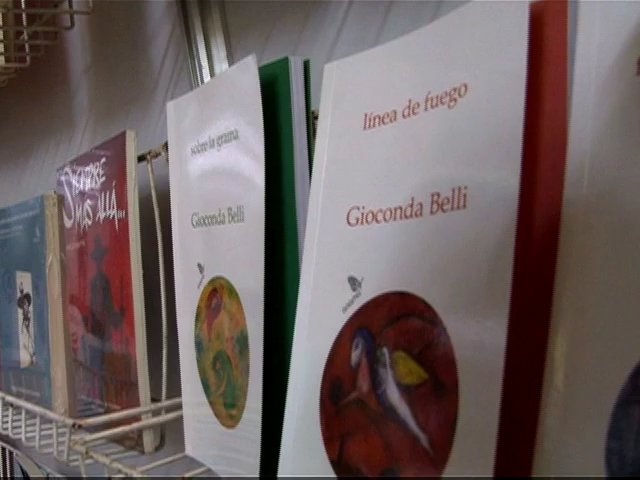 SIEMPRE
MÁS ALLÁ...
sobre la grama
Gioconda Belli
línea de fuego
Gioconda Belli